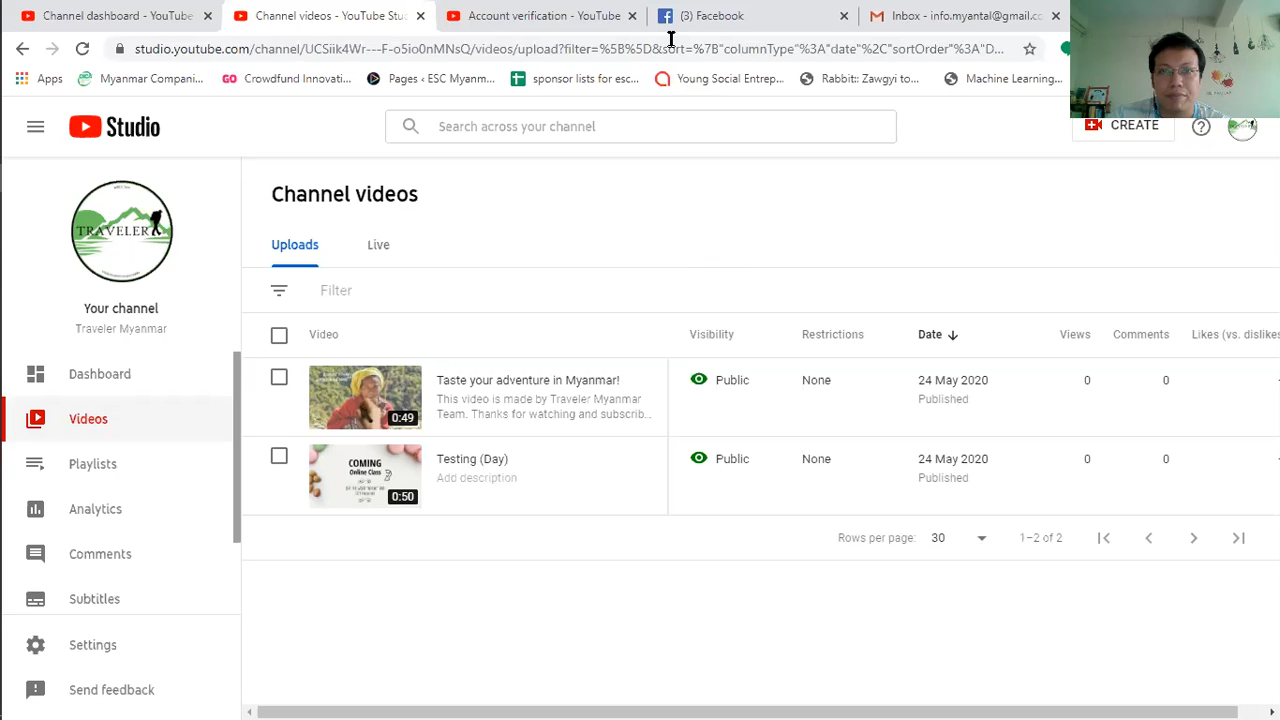 Channel dashboard - YouTube
Channel videos - YouTube Stu
Account verification - YouTube
(3) Facebook
Inbox - info.myantal@gmail.co
studio.youtube.com/channel/UCSiik4Wr---F-o5io0nMNsQ/videos/upload?filter=%5B%5D&sort=%7B"columnType"%3A"date"%2C"sortOrder"%3A"D...
Apps
Myanmar Compani...
GO Crowdfund Innovati...
Pages ‹ ESC Myanm...
sponsor lists for esc...
Young Social Entrep...
Rabbit:: Zawgyi to...
Machine Learning...
Studio
Search across your channel
CREATE
TRAVELER
Your channel
Traveler Myanmar
Dashboard
Videos
Playlists
Analytics
Comments
Subtitles
Settings
Send feedback
Channel videos
Uploads
Live
Filter
Video
Visibility
Restrictions
Date
Views
Comments
Likes (vs. dislikes
0:49
Taste your adventure in Myanmar!
This video is made by Traveler Myanmar
Team. Thanks for watching and subscrib...
Public
None
24 May 2020
Published
0
0
COMING
Online Class
0:50
Testing (Day)
Add description
Public
None
24 May 2020
Published
0
0
Rows per page:
30
1–2 of 2